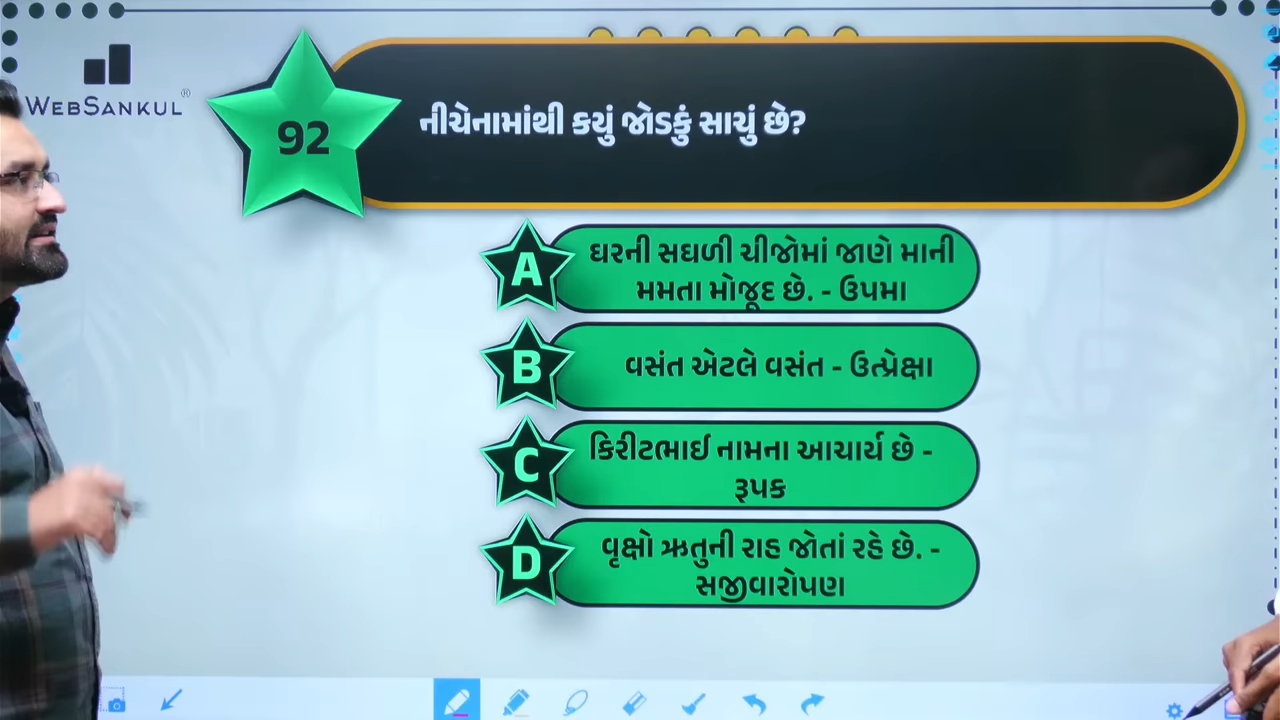 WEBSANKUL®
92
નીચેનામાંથી કયું જોડકું સાચું છે?
A
ઘરની સઘળી ચીજોમાં જાણે માની
મમતા મોજૂદ છે. - ઉપમા
B
વસંત એટલે વસંત - ઉત્પ્રેક્ષા
C
કિરીટભાઈ નામના આચાર્ય છે -
રૂપક
D
વૃક્ષો ઋતુની રાહ જોતાં રહે છે. -
સજીવારોપણ